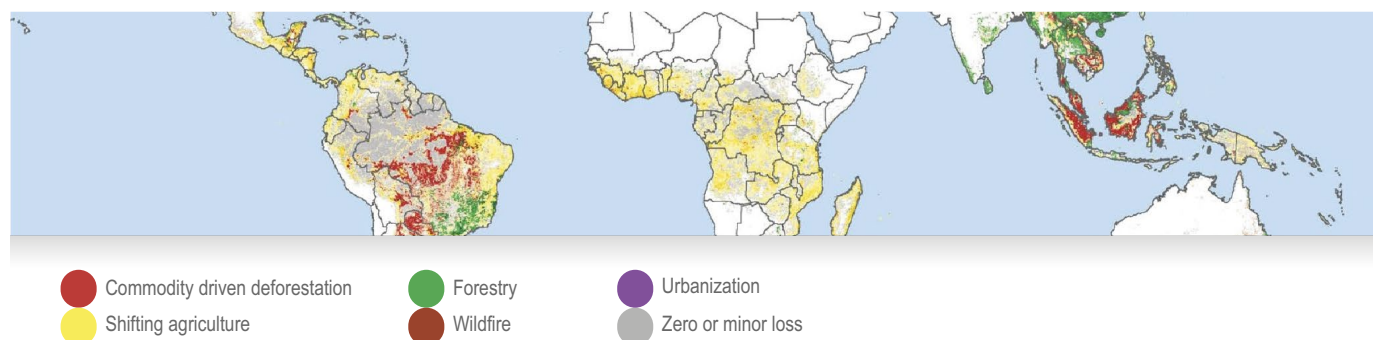 Commodity driven deforestation
Forestry
Urbanization
Shifting agriculture
Wildfire
Zero or minor loss